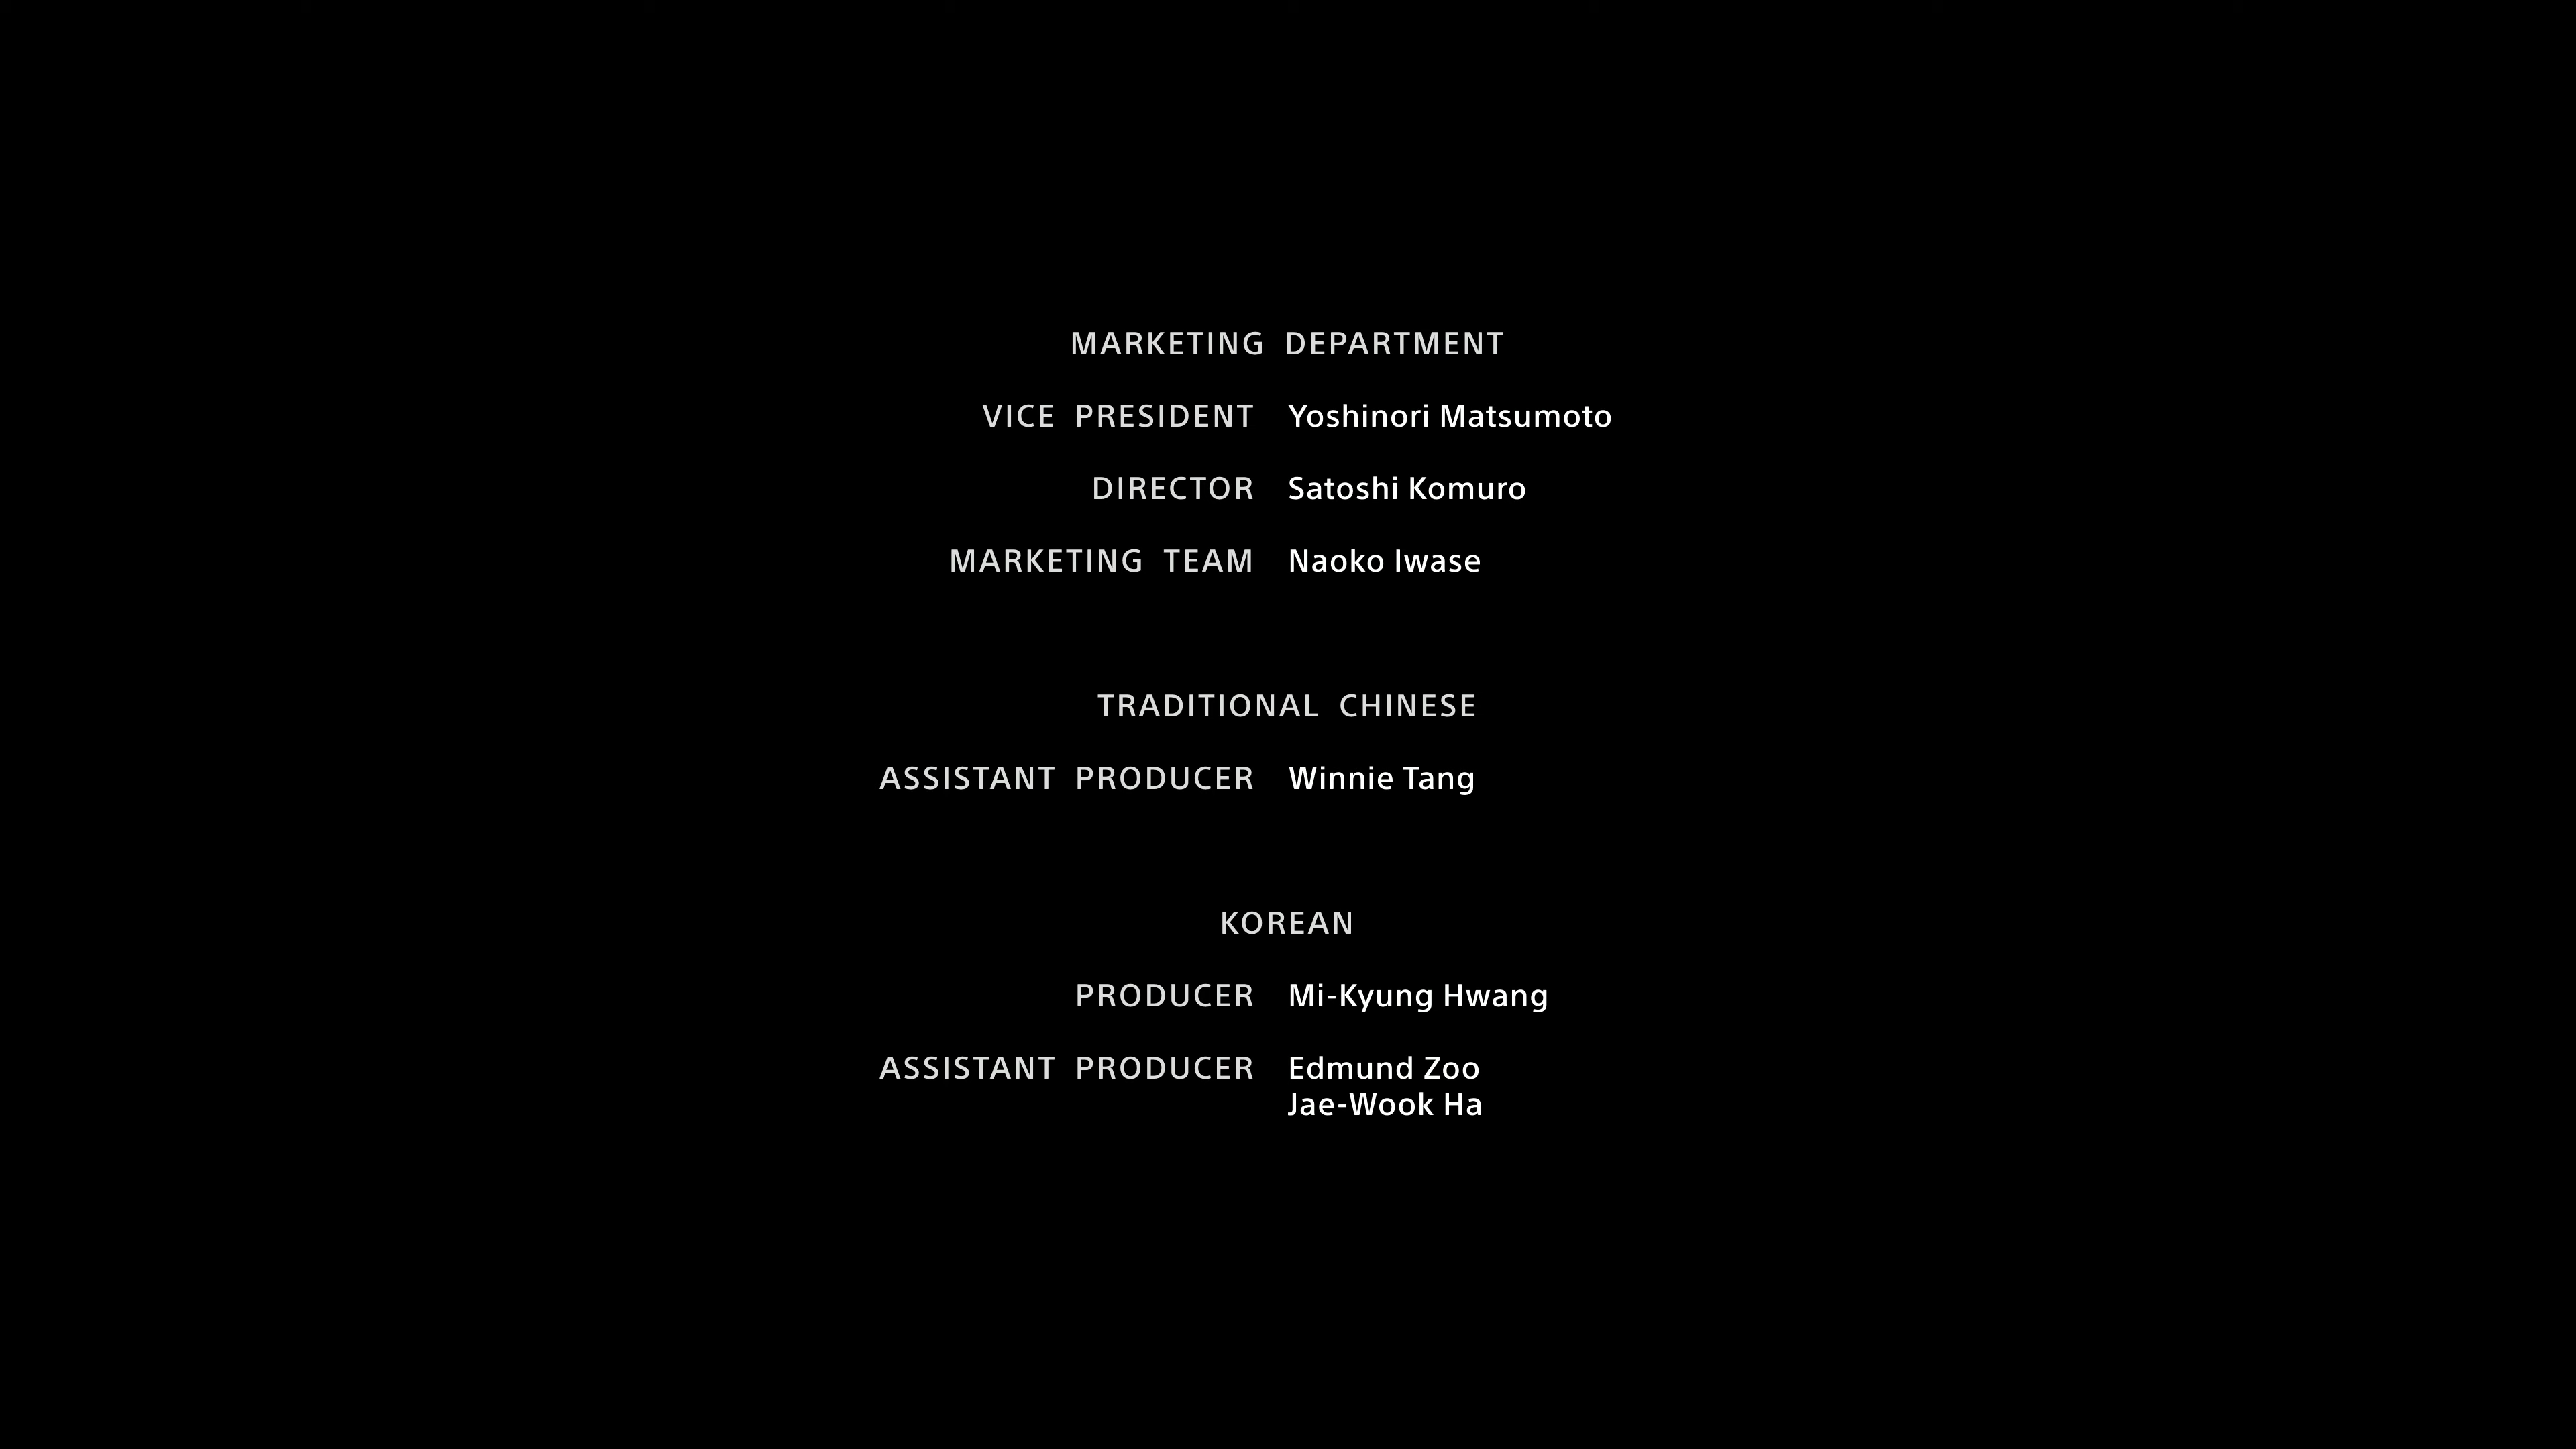 MARKETING DEPARTMENT
VICE PRESIDENT Yoshinori Matsumoto
DIRECTOR Satoshi Komuro
MARKETING TEAM Naoko Iwase
TRADITIONAL CHINESE
ASSISTANT PRODUCER Winnie Tang
KOREAN
PRODUCER Mi-Kyung Hwang
ASSISTANT PRODUCER Edmund Zoo
Jae-Wook Ha